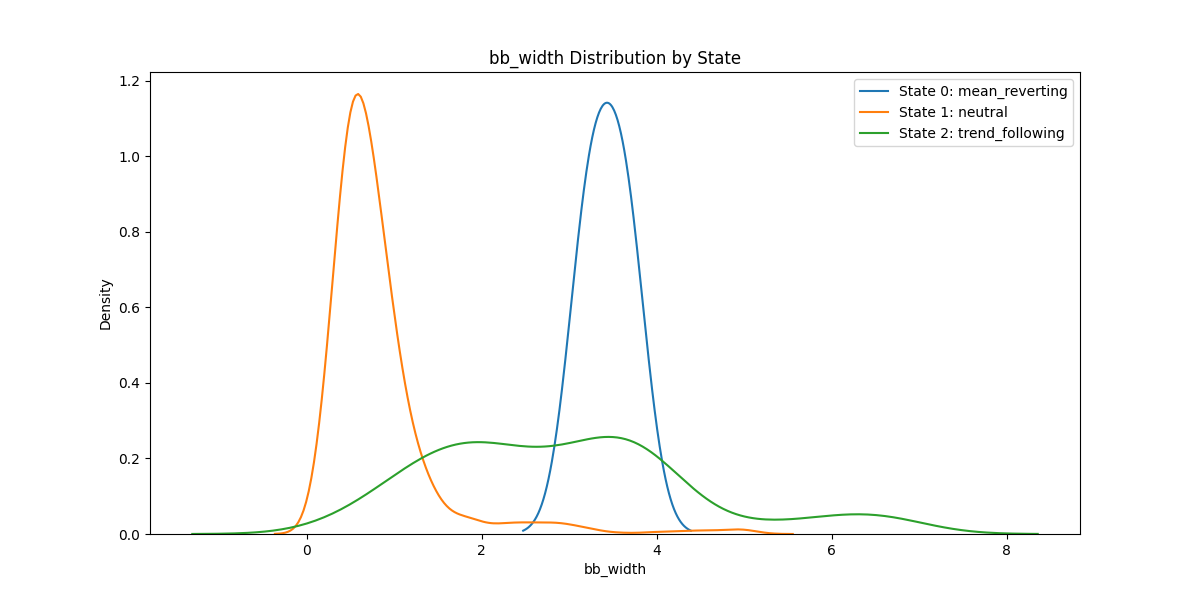 bb_width Distribution by State
State 0: mean_reverting
State 1: neutral
State 2: trend_following
1.2
1.0
0.8
0.6
0.4
0.2
0.0
Density
0
2
4
6
8
bb_width